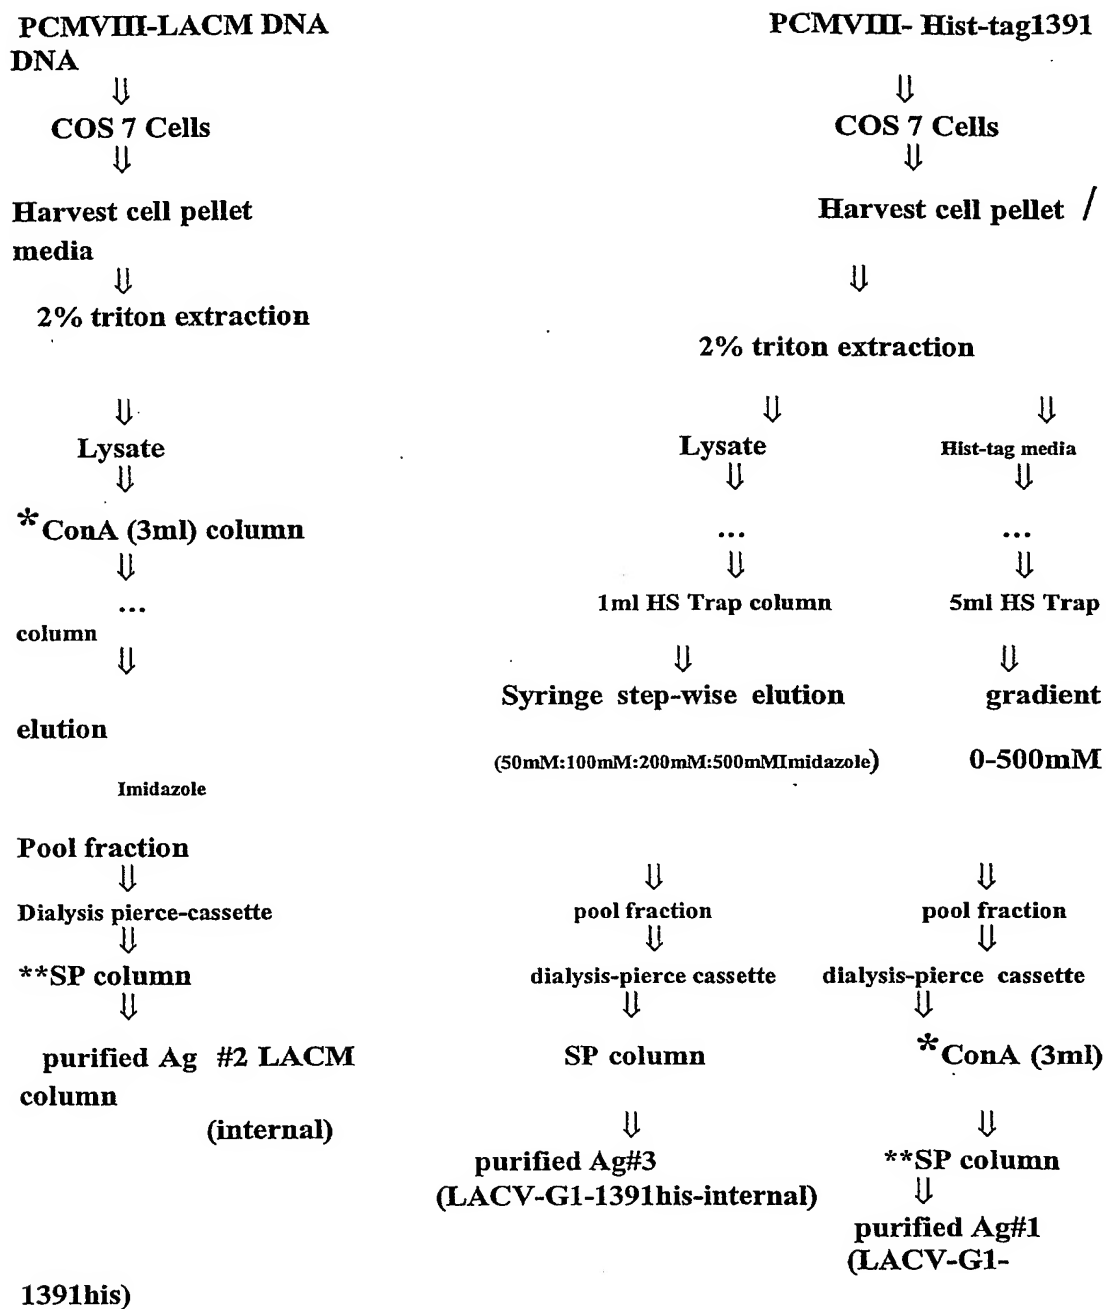 PCMVIII-LACM DNA PCMVIII- Hist-tag1391
DNA
⇓ ⇓
COS 7 Cells COS 7 Cells
⇓ ⇓
Harvest cell pellet Harvest cell pellet /
media
⇓ ⇓
2% triton extraction
2% triton extraction
⇓ ⇓ ⇓
Lysate Lysate Hist-tag media
⇓ ⇓ ⇓
*ConA (3ml) column ... ...
⇓ ⇓ ⇓
... 1ml HS Trap column 5ml HS Trap
column
⇓ ⇓ ⇓
Syringe step-wise elution gradient
elution
(50mM:100mM:200mM:500mMImidazole) 0-500mM
Imidazole
Pool fraction
⇓ ⇓ ⇓
Dialysis pierce-cassette pool fraction pool fraction
⇓ ⇓ ⇓
**SP column dialysis-pierce cassette dialysis-pierce cassette
⇓ ⇓ ⇓
purified Ag #2 LACM SP column *ConA (3ml)
column
(internal) ⇓ ⇓
purified Ag#3 **SP column
(LACV-G1-1391his-internal) ⇓
purified Ag#1
(LACV-G1-
1391his)